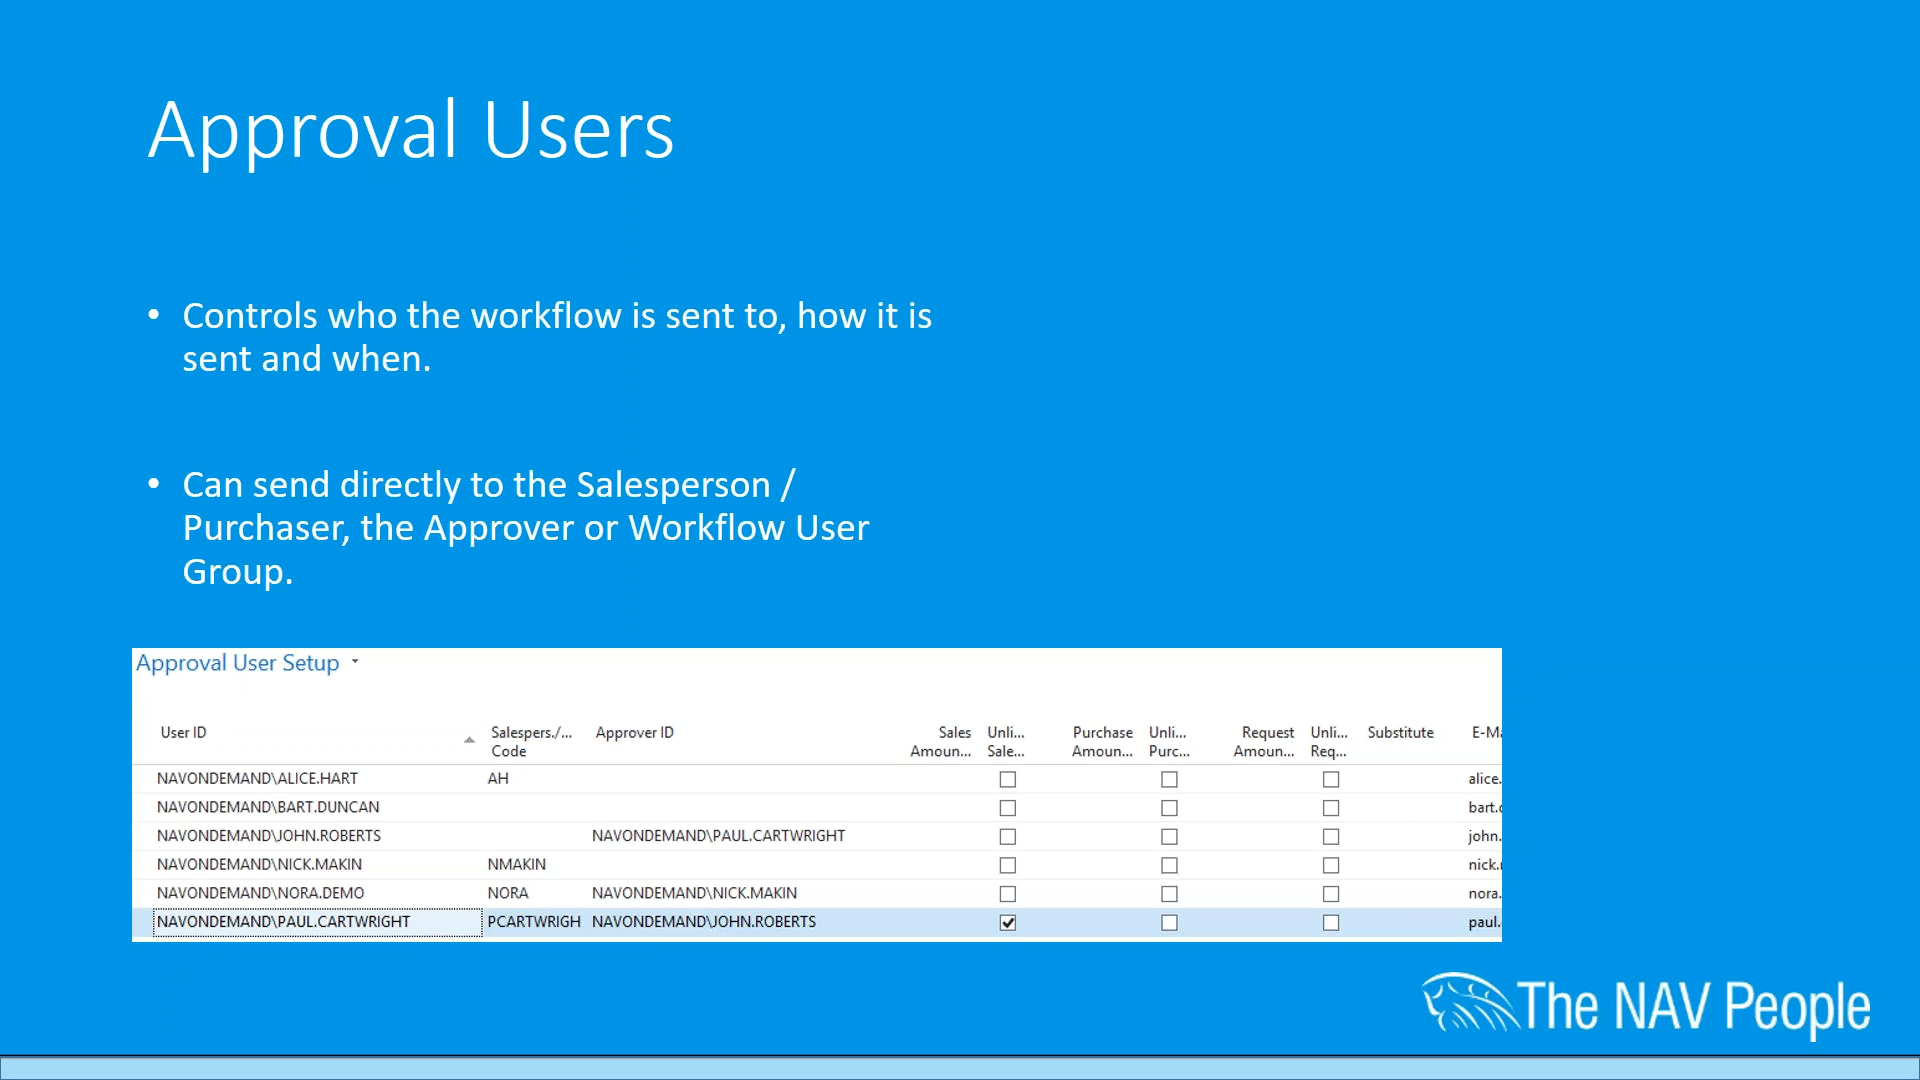 Approval Users
• Controls who the workflow is sent to, how it is
sent and when.
• Can send directly to the Salesperson /
Purchaser, the Approver or Workflow User
Group.
Approval User Setup
User ID Salespers./... Approver ID Sales Unli... Purchase Unli... Request Unli... Substitute E-Ma
Code Amoun... Sale... Amoun... Purc... Amoun... Req...
NAVONDEMAND\ALICE.HART AH alice.
NAVONDEMAND\BART.DUNCAN bart.
NAVONDEMAND\JOHN.ROBERTS NAVONDEMAND\PAUL.CARTWRIGHT john.
NAVONDEMAND\NICK.MAKIN NMAKIN nick.
NAVONDEMAND\NORA.DEMO NORA NAVONDEMAND\NICK.MAKIN nora.
NAVONDEMAND\PAUL.CARTWRIGHT PCARTWRIGH NAVONDEMAND\JOHN.ROBERTS paul.
The NAV People